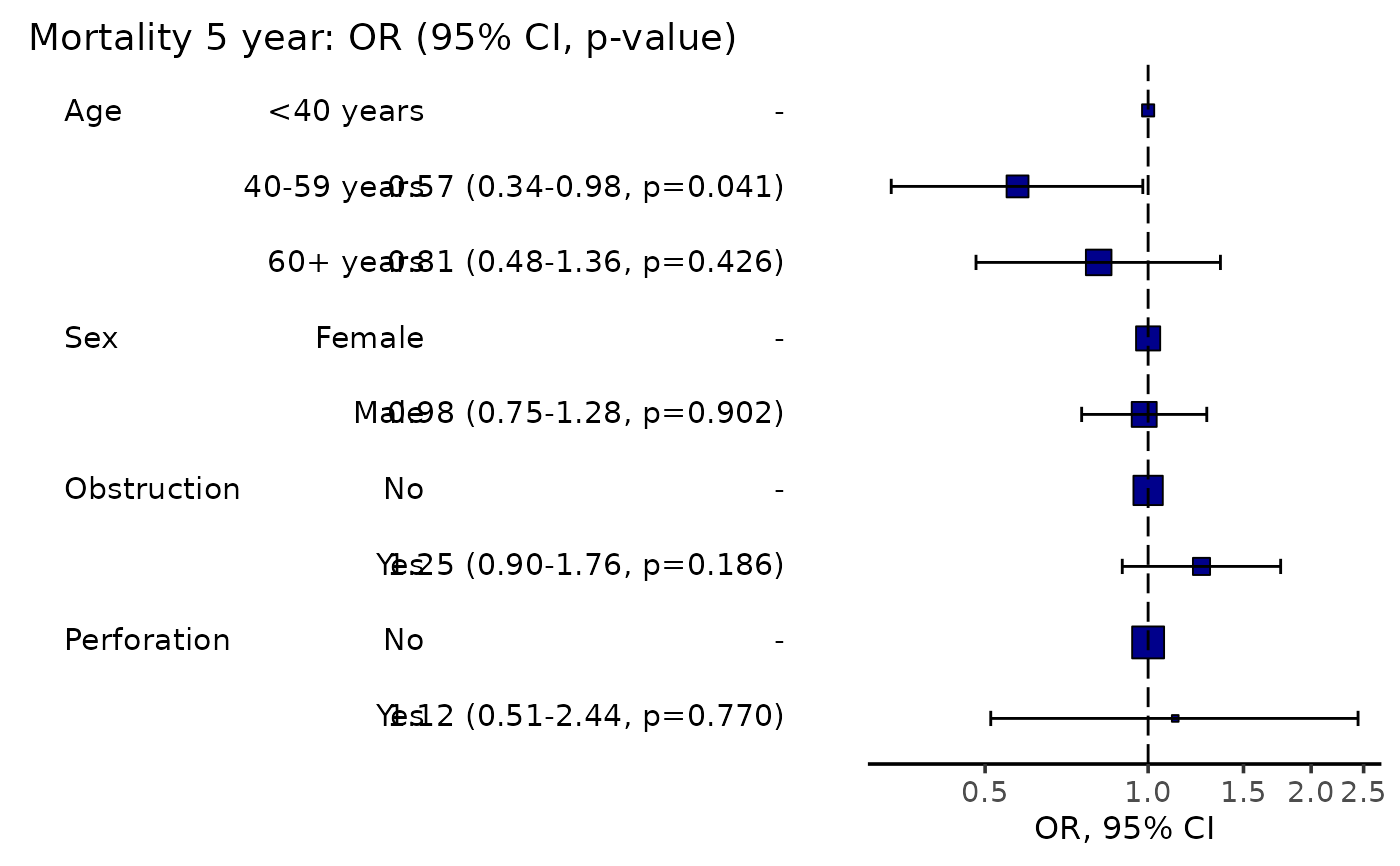 Mortality 5 year: OR (95% CI, p-value)
Age <40 years -
40-59 years 0.57 (0.34-0.98, p=0.041)
60+ years 0.81 (0.48-1.36, p=0.426)
Sex Female -
Male 0.98 (0.75-1.28, p=0.902)
Obstruction No -
Yes 1.25 (0.90-1.76, p=0.186)
Perforation No -
Yes 1.12 (0.51-2.44, p=0.770)
0.5 1.0 1.5 2.0 2.5
OR, 95% CI